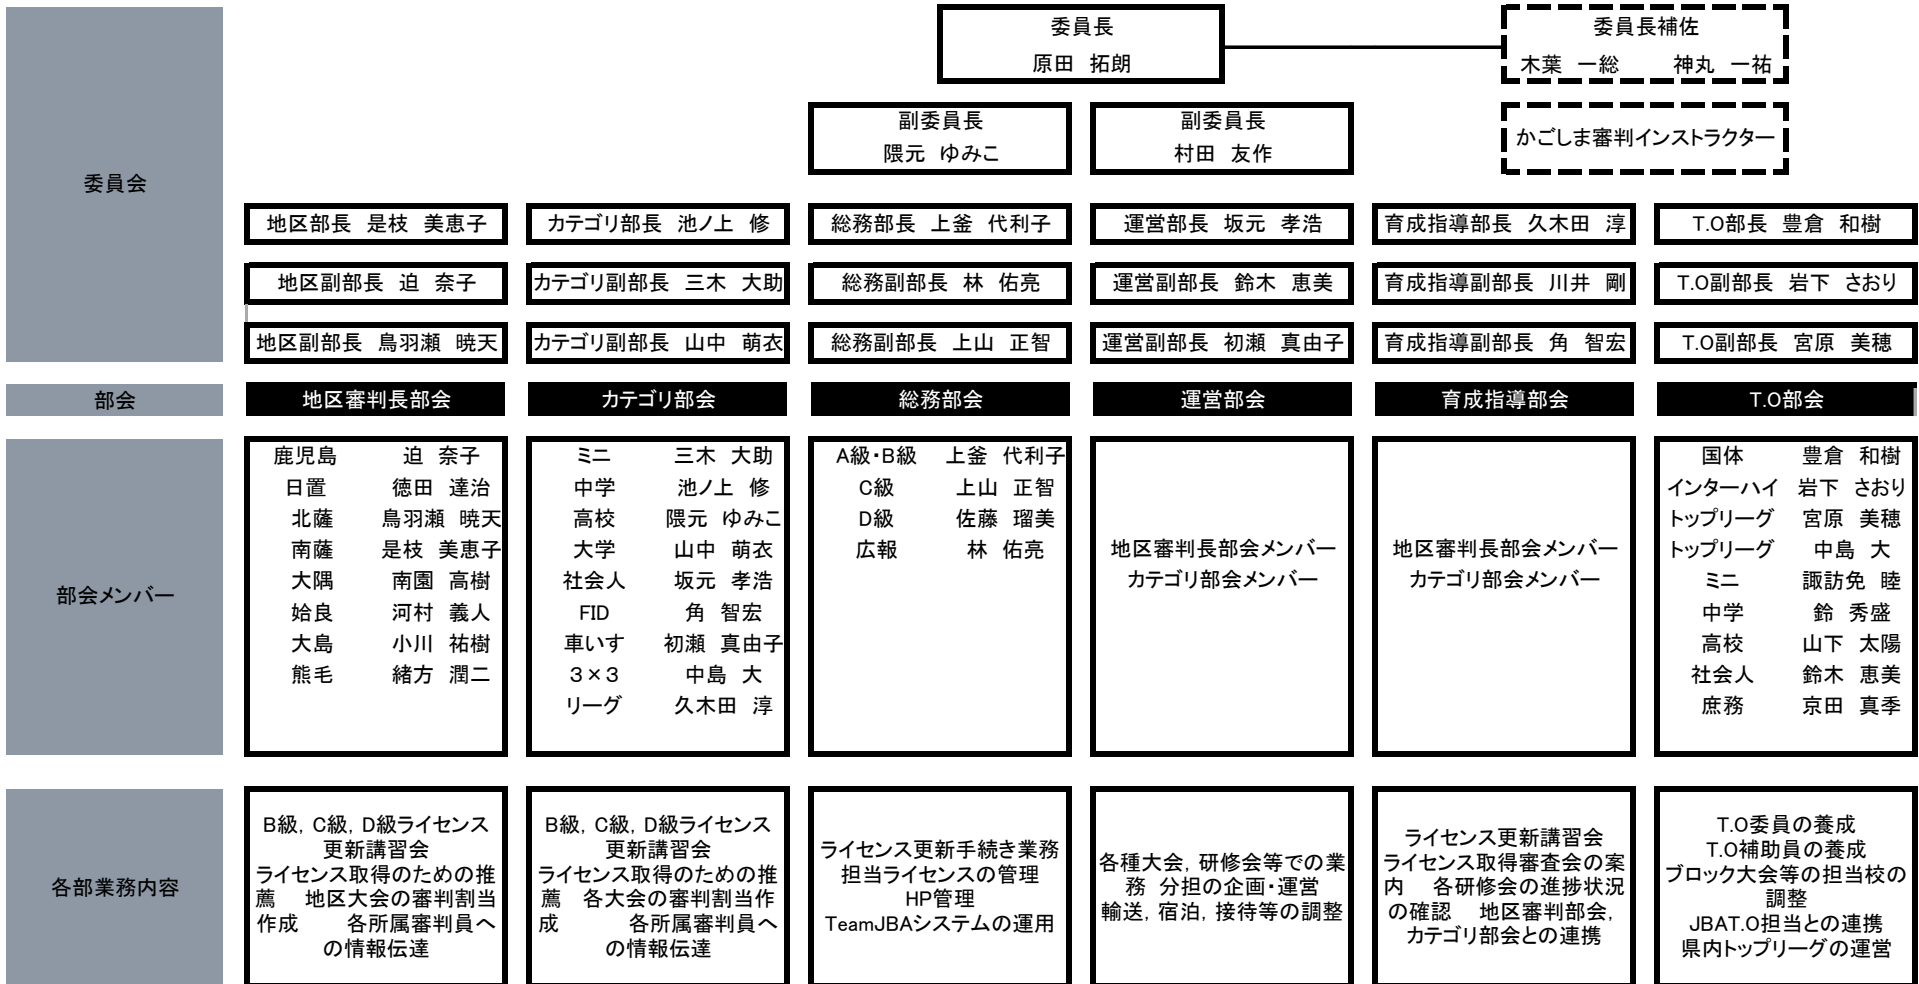 委員会
委員長
原田 拓朗
委員長補佐
木葉 一総 神丸 一祐
副委員長
隈元 ゆみこ
副委員長
村田 友作
かごしま審判インストラクター
地区部長 是枝 美恵子
カテゴリ部長 池ノ上 修
総務部長 上釜 代利子
運営部長 坂元 孝浩
育成指導部長 久木田 淳
T.O部長 豊倉 和樹
地区副部長 迫 奈子
カテゴリ副部長 三木 大助
総務副部長 林 佑亮
運営副部長 鈴木 恵美
育成指導副部長 川井 剛
T.O副部長 岩下 さおり
地区副部長 鳥羽瀬 暁天
カテゴリ副部長 山中 萌衣
総務副部長 上山 正智
運営副部長 初瀬 真由子
育成指導副部長 角 智宏
T.O副部長 宮原 美穂
部会
地区審判長部会
カテゴリ部会
総務部会
運営部会
育成指導部会
T.O部会
部会メンバー
鹿児島 迫 奈子
日置 徳田 達治
北薩 鳥羽瀬 暁天
南薩 是枝 美恵子
大隅 南園 高樹
姶良 河村 義人
大島 小川 祐樹
熊毛 緒方 潤二
ミニ 三木 大助
中学 池ノ上 修
高校 隈元 ゆみこ
大学 山中 萌衣
社会人 坂元 孝浩
FID 角 智宏
車いす 初瀬 真由子
3×3 中島 大
リーグ 久木田 淳
A級・B級 上釜 代利子
C級 上山 正智
D級 佐藤 瑠美
広報 林 佑亮
地区審判長部会メンバー
カテゴリ部会メンバー
地区審判長部会メンバー
カテゴリ部会メンバー
国体 豊倉 和樹
インターハイ 岩下 さおり
トップリーグ 宮原 美穂
トップリーグ 中島 大
ミニ 諏訪免 睦
中学 鈴 秀盛
高校 山下 太陽
社会人 鈴木 恵美
庶務 京田 真季
各部業務内容
B級, C級, D級ライセンス
更新講習会
ライセンス取得のための推
薦 地区大会の審判割当
作成 各所属審判員へ
の情報伝達
B級, C級, D級ライセンス
更新講習会
ライセンス取得のための推
薦 各大会の審判割当作
成 各所属審判員へ
の情報伝達
ライセンス更新手続き業務
担当ライセンスの管理
HP管理
TeamJBAシステムの運用
各種大会, 研修会等での業
務 分担の企画・運営
輸送, 宿泊, 接待等の調整
ライセンス更新講習会
ライセンス取得審査会の案
内 各研修会の進捗状況
の確認 地区審判部会,
カテゴリ部会との連携
T.O委員の養成
T.O補助員の養成
ブロック大会等の担当校の
調整
JBAT.O担当との連携
県内トップリーグの運営